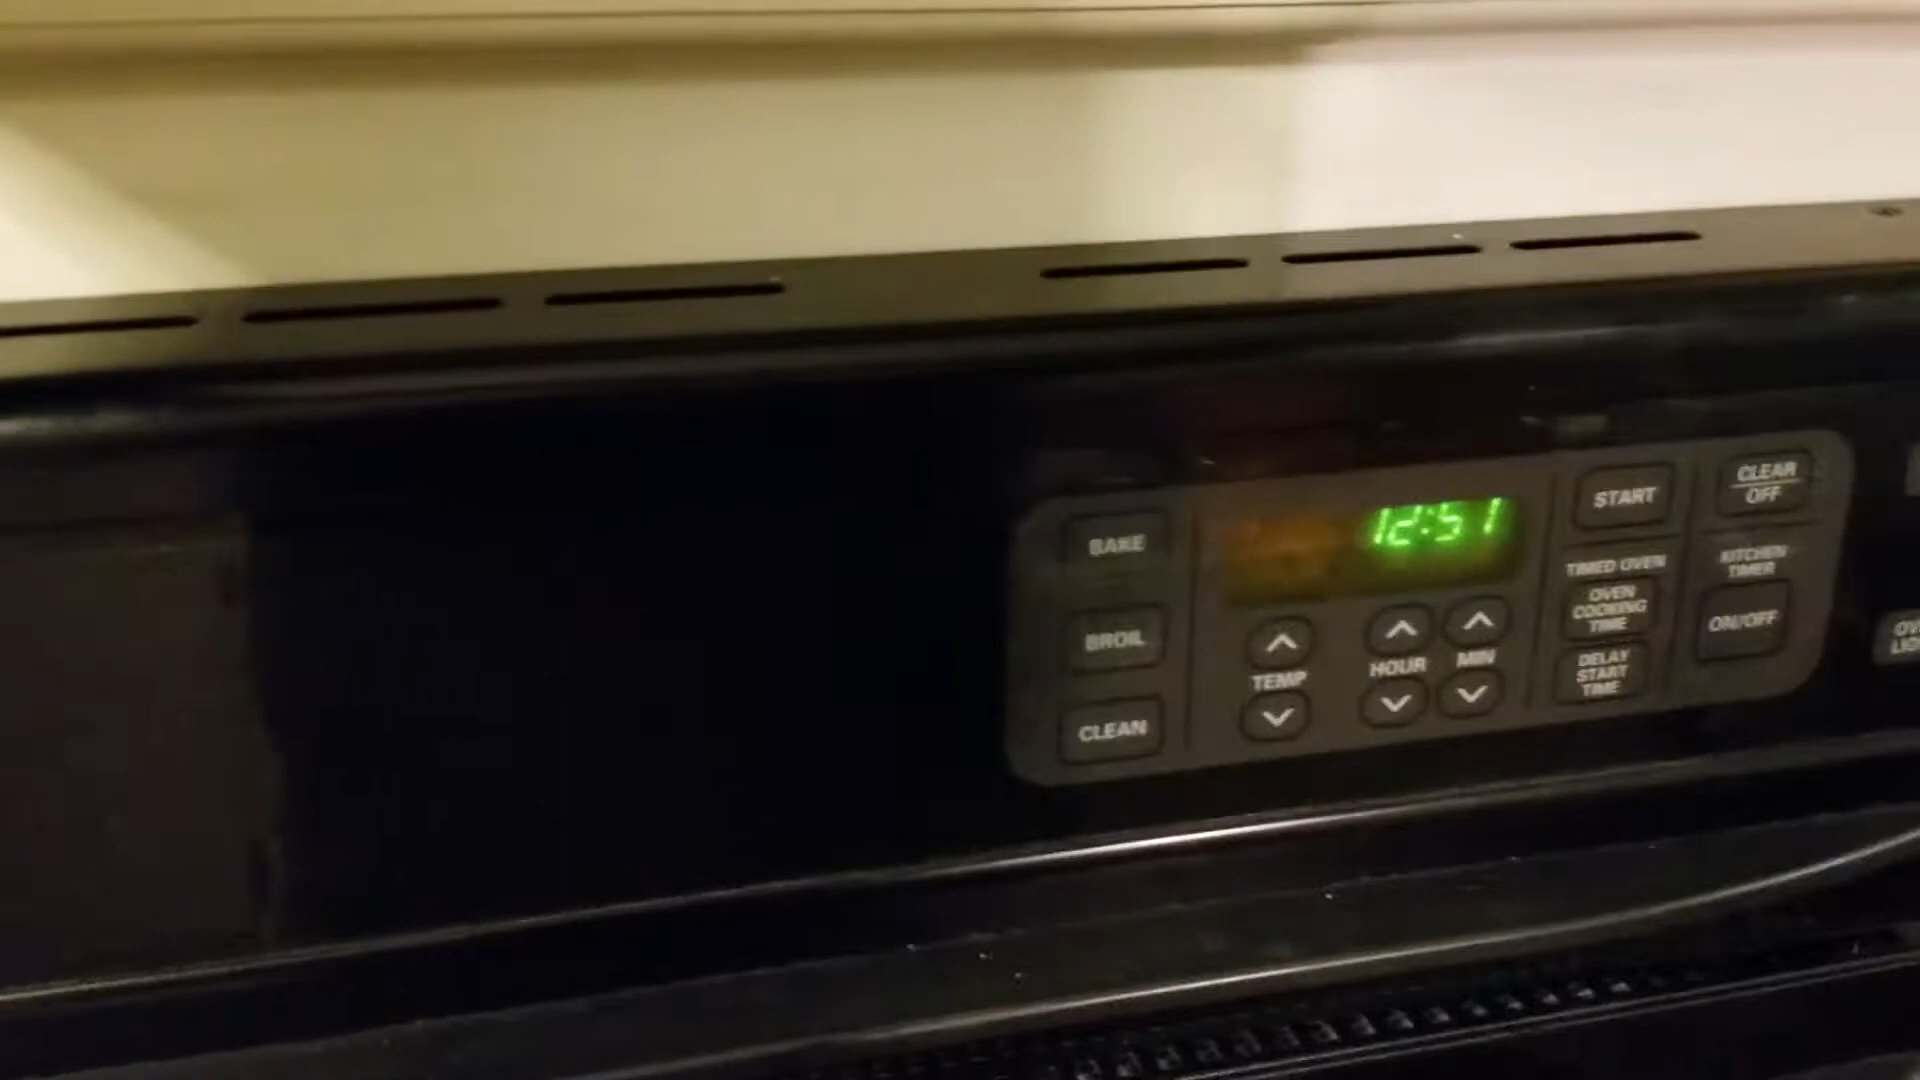 BAKE
BROIL
CLEAN
12:51
TEMP
HOUR
MIN
START
TIMED OVEN
OVEN
COOKING
TIME
DELAY
START
TIME
CLEAR
OFF
KITCHEN
TIMER
ON/OFF